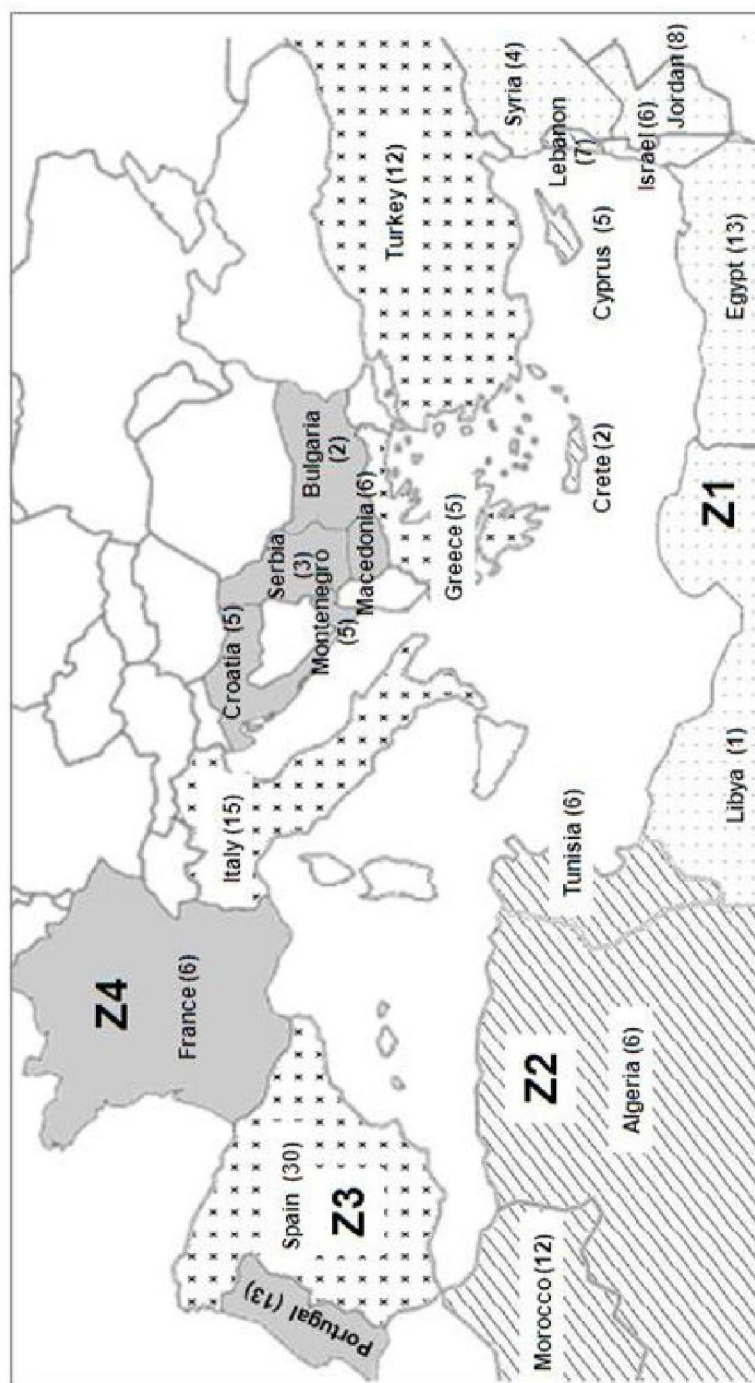 Z4
France (6)
Italy (15)
Croatia (5)
Serbia
(3)
Montenegro
(5)
Bulgaria
(2)
Macedonia (6)
Portugal (13)
Spain (30)
Z3
Greece (5)
Turkey (12)
Crete (2)
Cyprus (5)
Syria (4)
Lebanon
(7)
Israel (6)
Jordan (8)
Morocco (12)
Z2
Algeria (6)
Tunisia (6)
Libya (1)
Z1
Egypt (13)